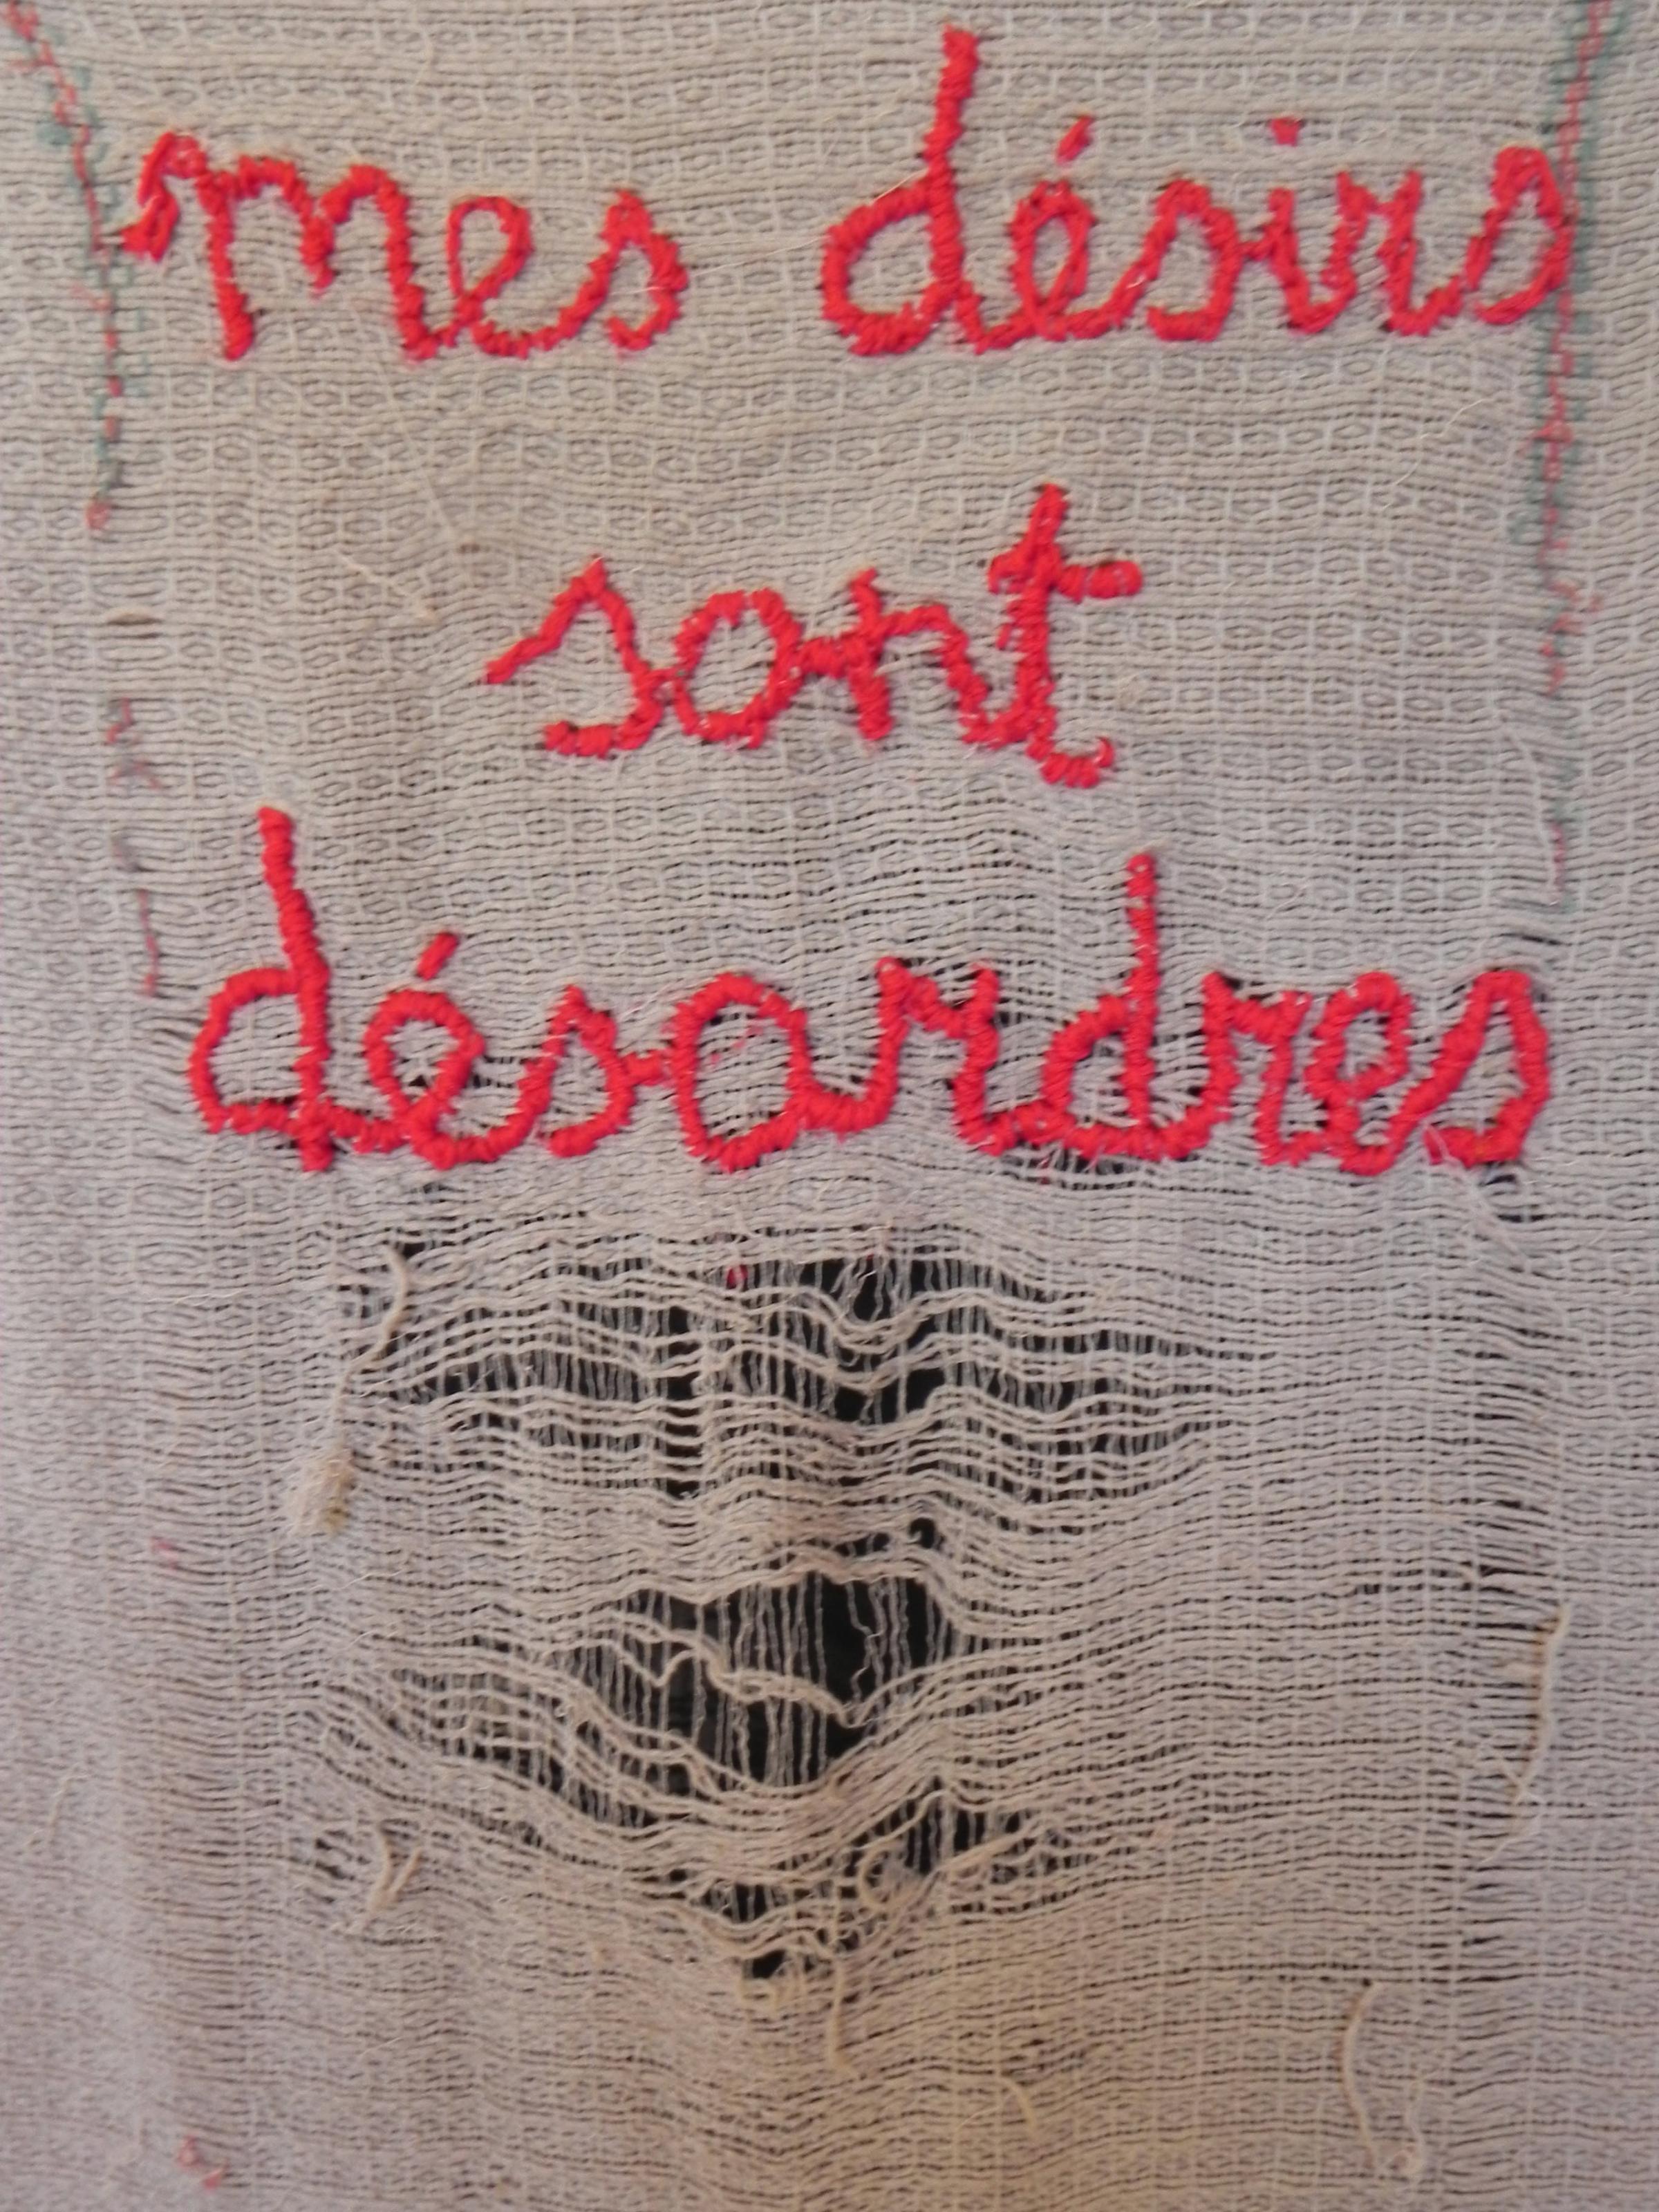 mes désirs
sont
désordres